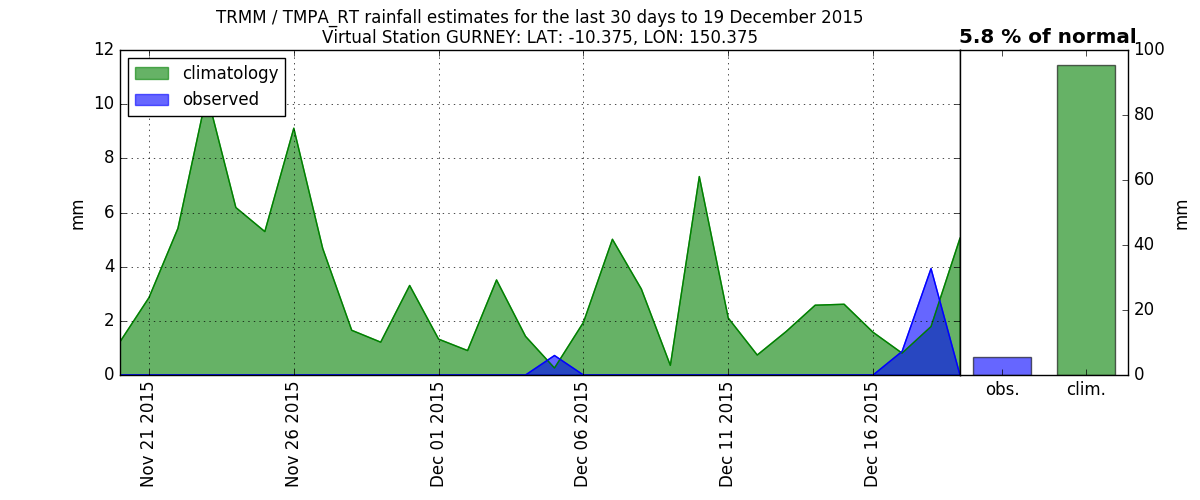 TRMM / TMPA_RT rainfall estimates for the last 30 days to 19 December 2015
Virtual Station GURNEY: LAT: -10.375, LON: 150.375
5.8 % of normal
climatology
observed
12
10
8
6
4
2
0
mm
Nov 21 2015
Nov 26 2015
Dec 01 2015
Dec 06 2015
Dec 11 2015
Dec 16 2015
obs.
clim.
100
80
60
40
20
0
mm